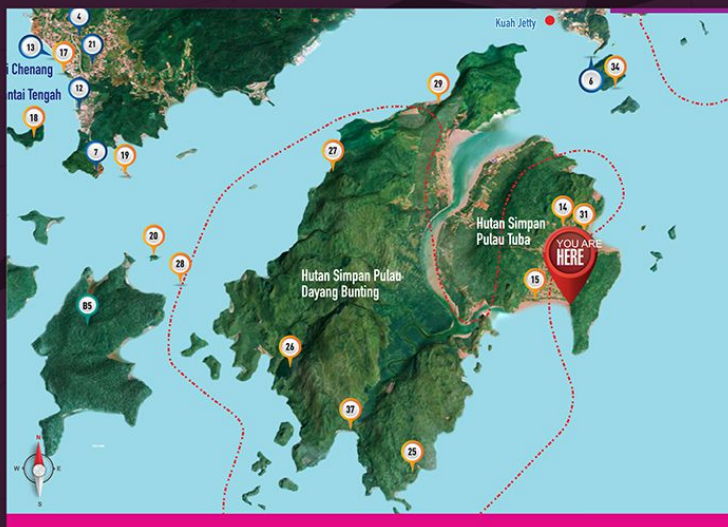 4
Kuah Jetty
13
17
21
i Chenang
34
6
29
12
antai Tengah
18
7
19
27
14
31
Hutan Simpan
Pulau Tuba
YOU ARE
HERE
20
28
Hutan Simpan Pulau
Dayang Bunting
15
B5
26
37
25
N
W
E
S